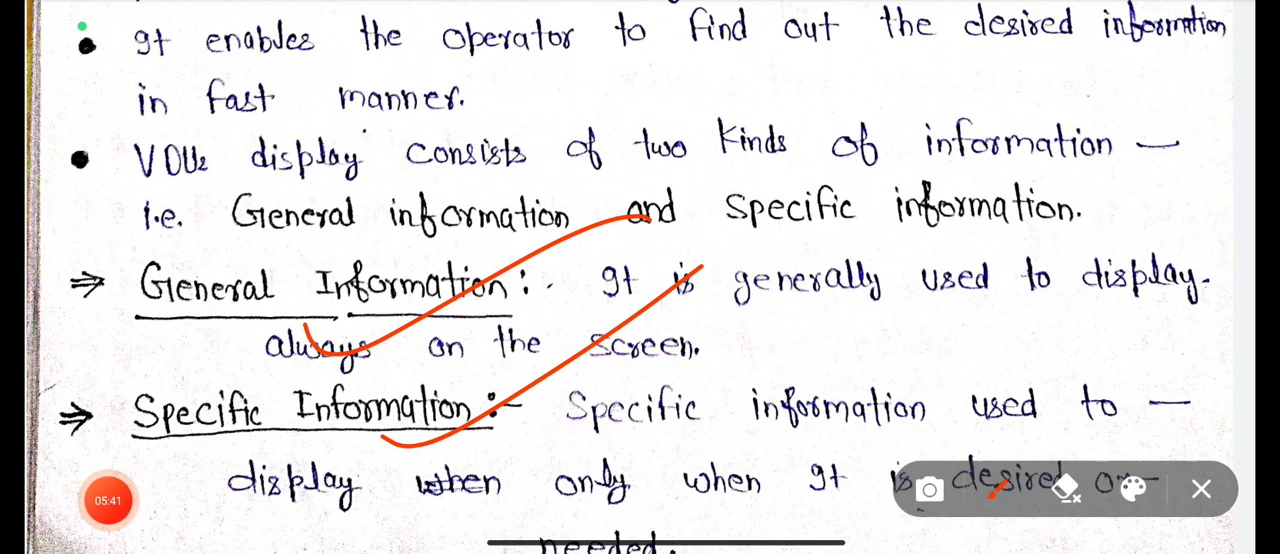 • It enables the operator to find out the desired information
in fast manner.
• VDUs display consists of two kinds of information —
i.e. General information and specific information.
⇒ General Information :- It is generally used to display-
always on the screen.
⇒ Specific Information :- Specific information used to —
display when only when It is desired or—
needed.
05:41